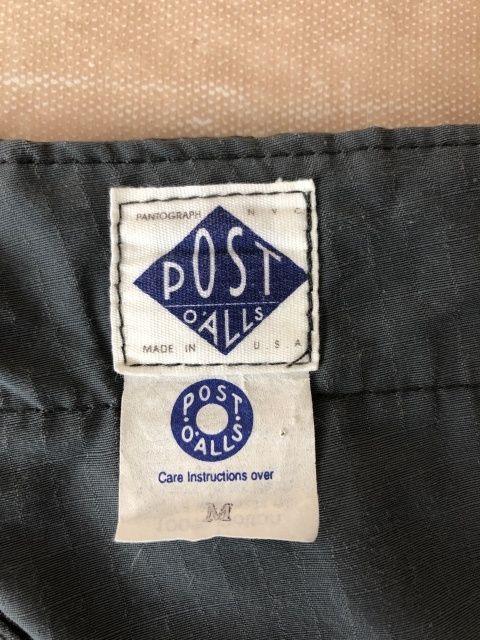 PANTOGRAPH N Y C
POST
O'ALLS
MADE IN U.S.A
POST
O'ALLS
Care Instructions over
M